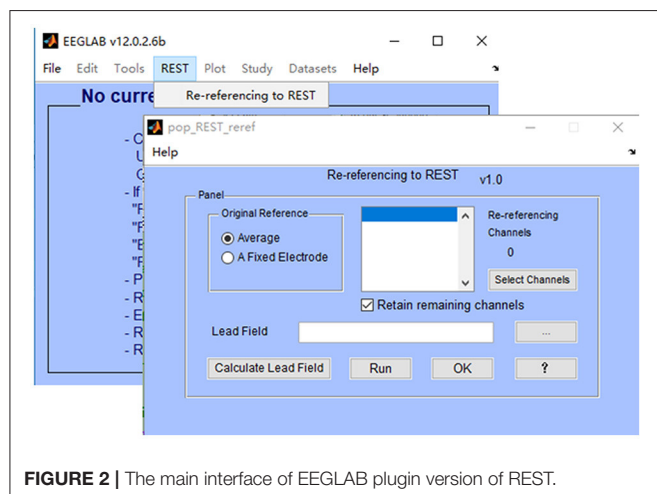 EEGLAB v12.0.2.6b
File Edit Tools REST Plot Study Datasets Help
No curre
Re-referencing to REST
pop_REST_reref
Help
- C
U
G
- If
"F
"F
"E
"F
- P
- R
- E
- R
- R
Re-referencing to REST v1.0
Panel
Original Reference
Average
A Fixed Electrode
Re-referencing
Channels
0
Select Channels
Retain remaining channels
Lead Field
...
Calculate Lead Field Run OK ?
FIGURE 2 | The main interface of EEGLAB plugin version of REST.